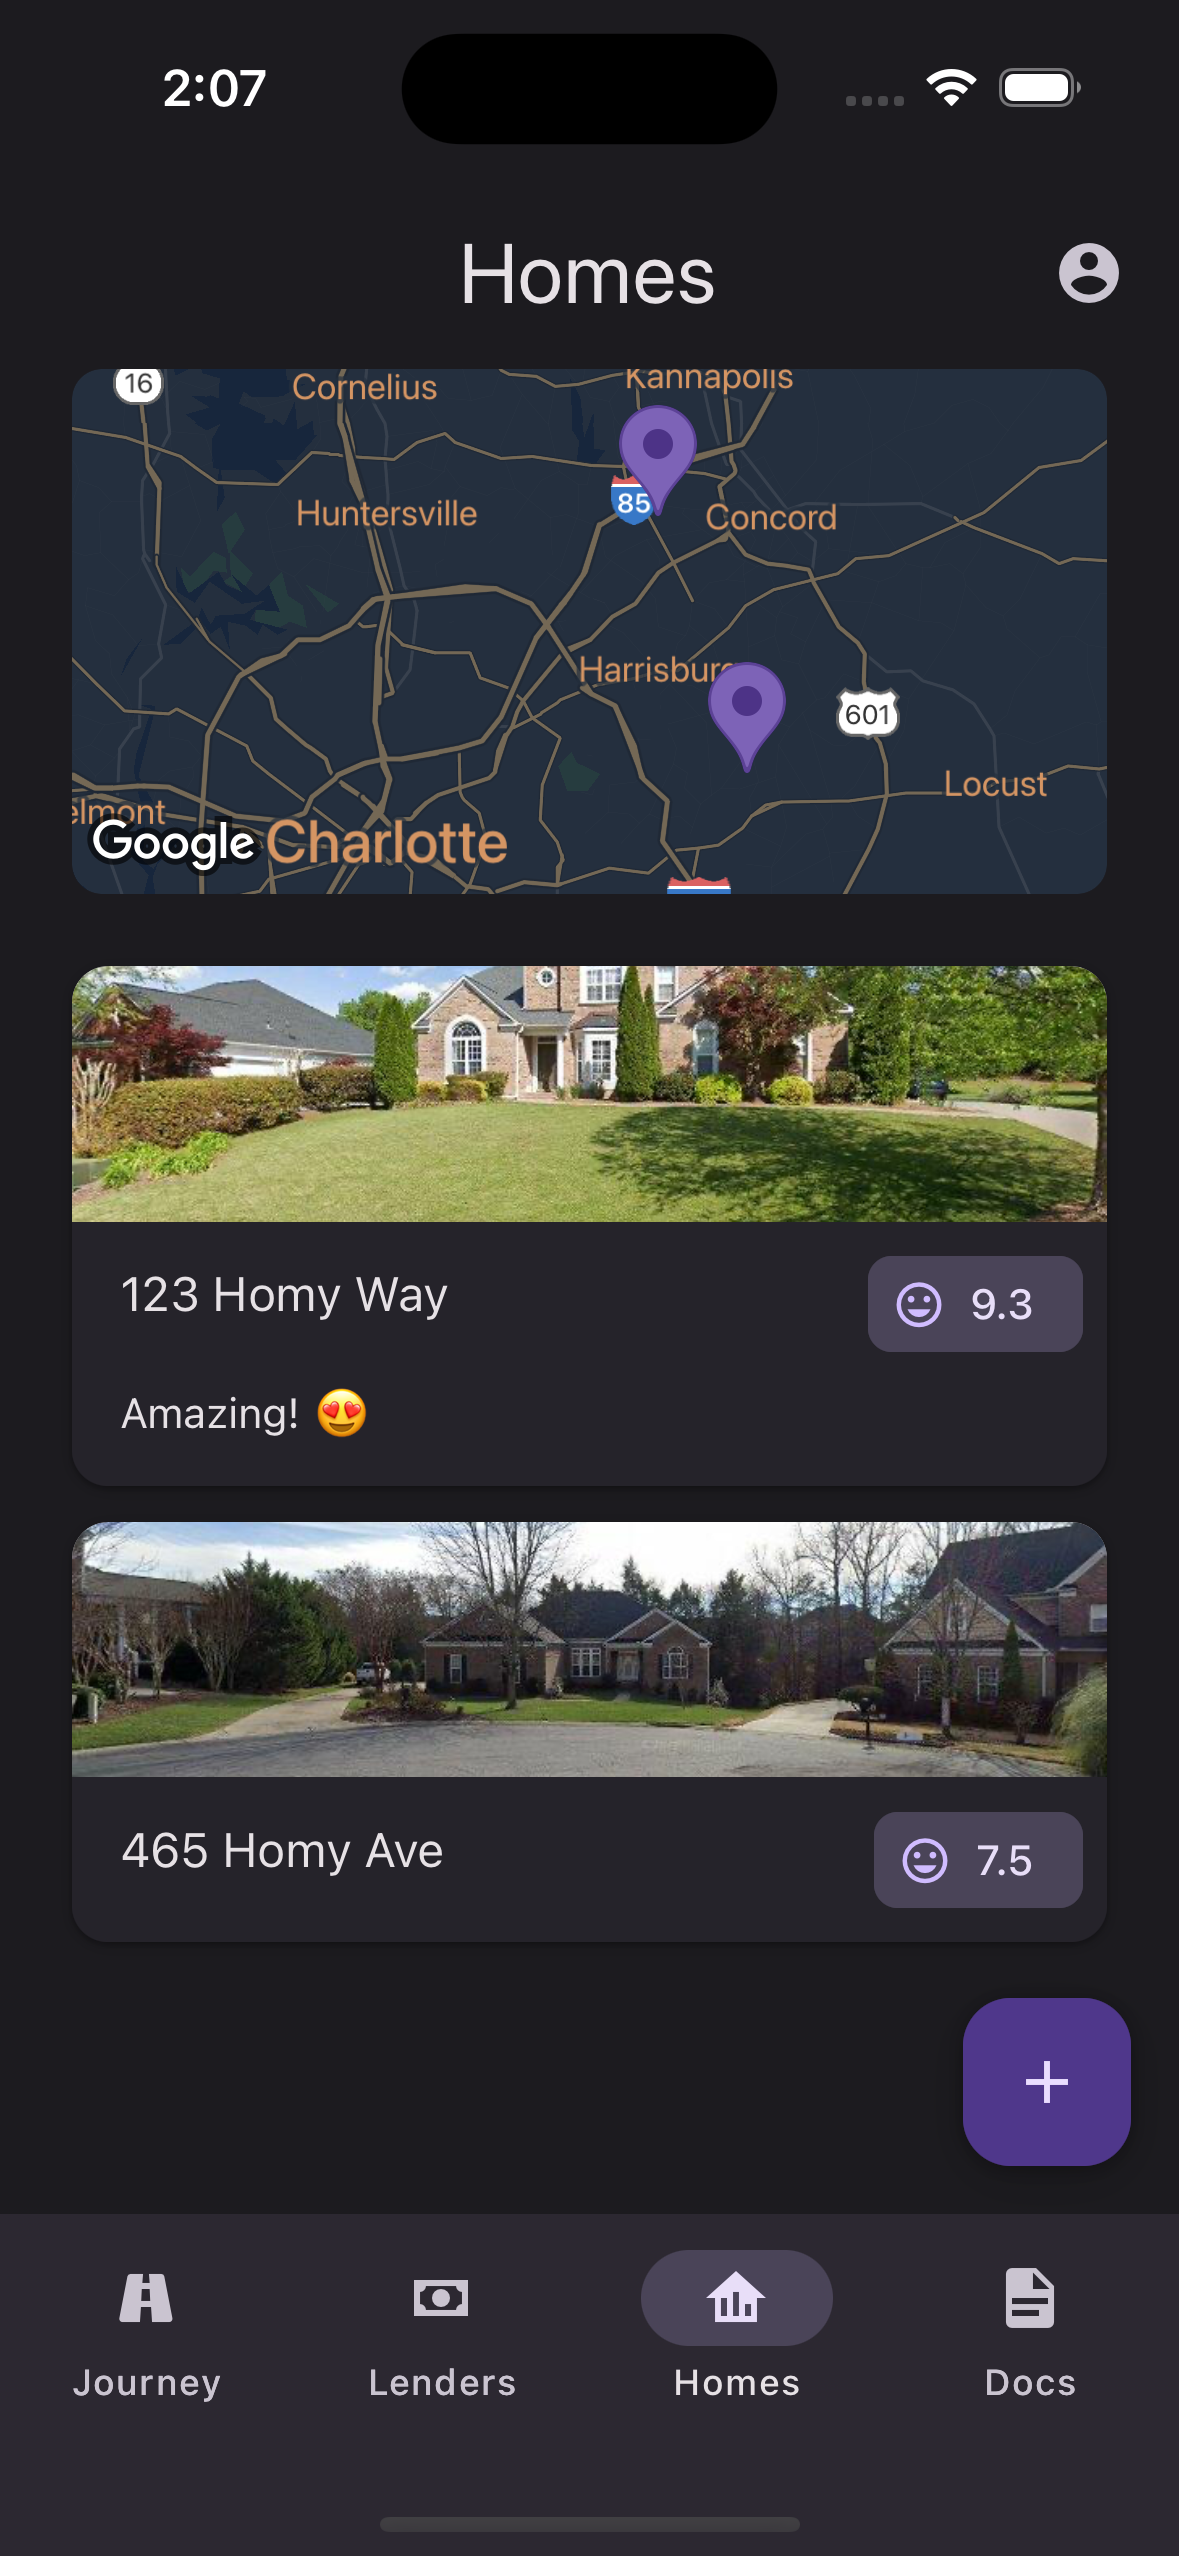 2:07
Homes
16
Cornelius
Kannapolis
Huntersville
85
Concord
Harrisburg
601
Locust
elmont
Google
Charlotte
123 Homy Way
9.3
Amazing! 😍
465 Homy Ave
7.5
+
Journey
Lenders
Homes
Docs